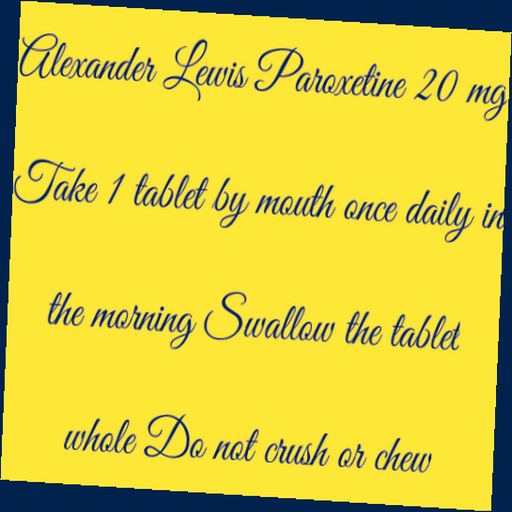 Alexander Lewis Paroxetine 20 mg
Take 1 tablet by mouth once daily in
the morning Swallow the tablet
whole Do not crush or chew